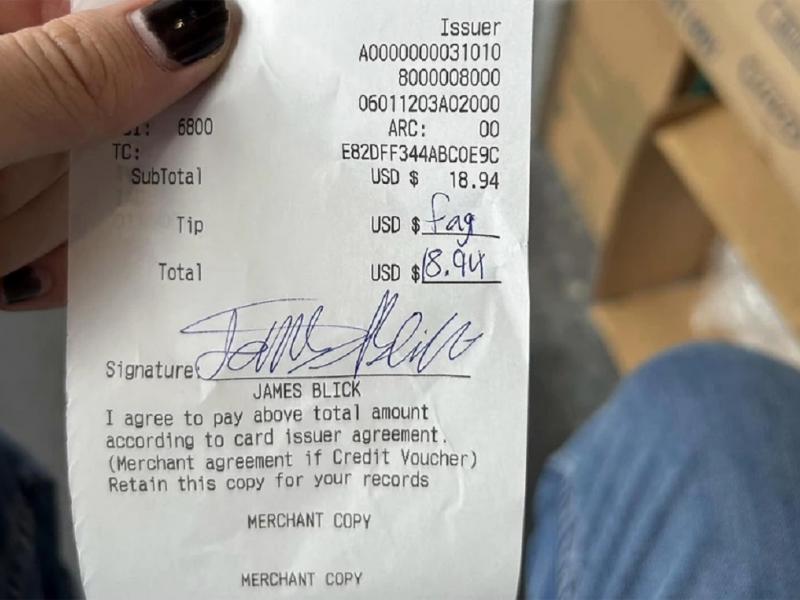 Issuer
A0000000031010
8000008000
06011203A02000
6800 ARC: 00
TC: E82DFF344ABC0E9C
SubTotal USD $ 18.94
Tip USD $ fag
Total USD $ 18.94
Signature: James Blick
JAMES BLICK
I agree to pay above total amount
according to card issuer agreement.
(Merchant agreement if Credit Voucher)
Retain this copy for your records
MERCHANT COPY
MERCHANT COPY